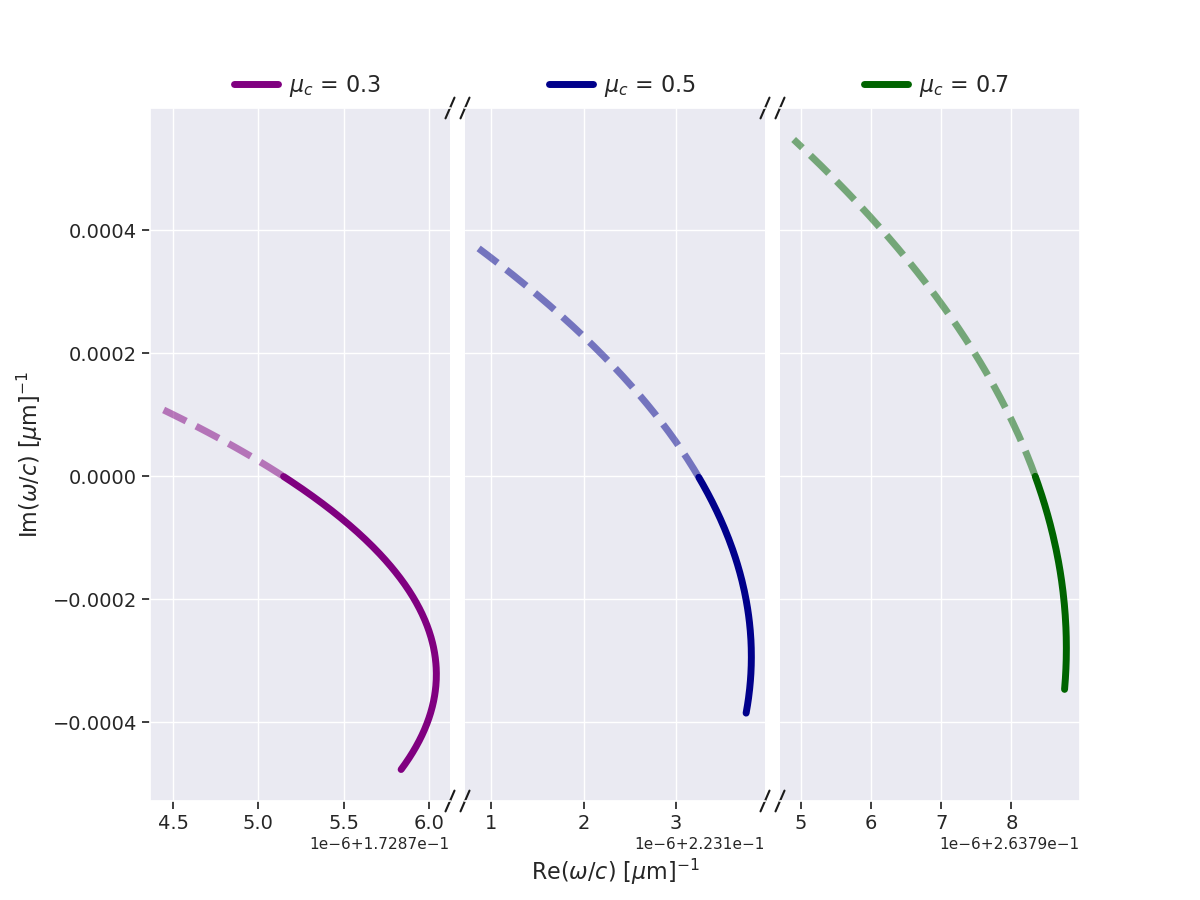 μc = 0.3 μc = 0.5 μc = 0.7
0.0004
0.0002
0.0000
−0.0002
−0.0004
Im(ω/c) [μm]⁻¹
4.5 5.0 5.5 6.0 1 2 3 5 6 7 8
1e-6+1.7287e-1 1e-6+2.231e-1 1e-6+2.6379e-1
Re(ω/c) [μm]⁻¹